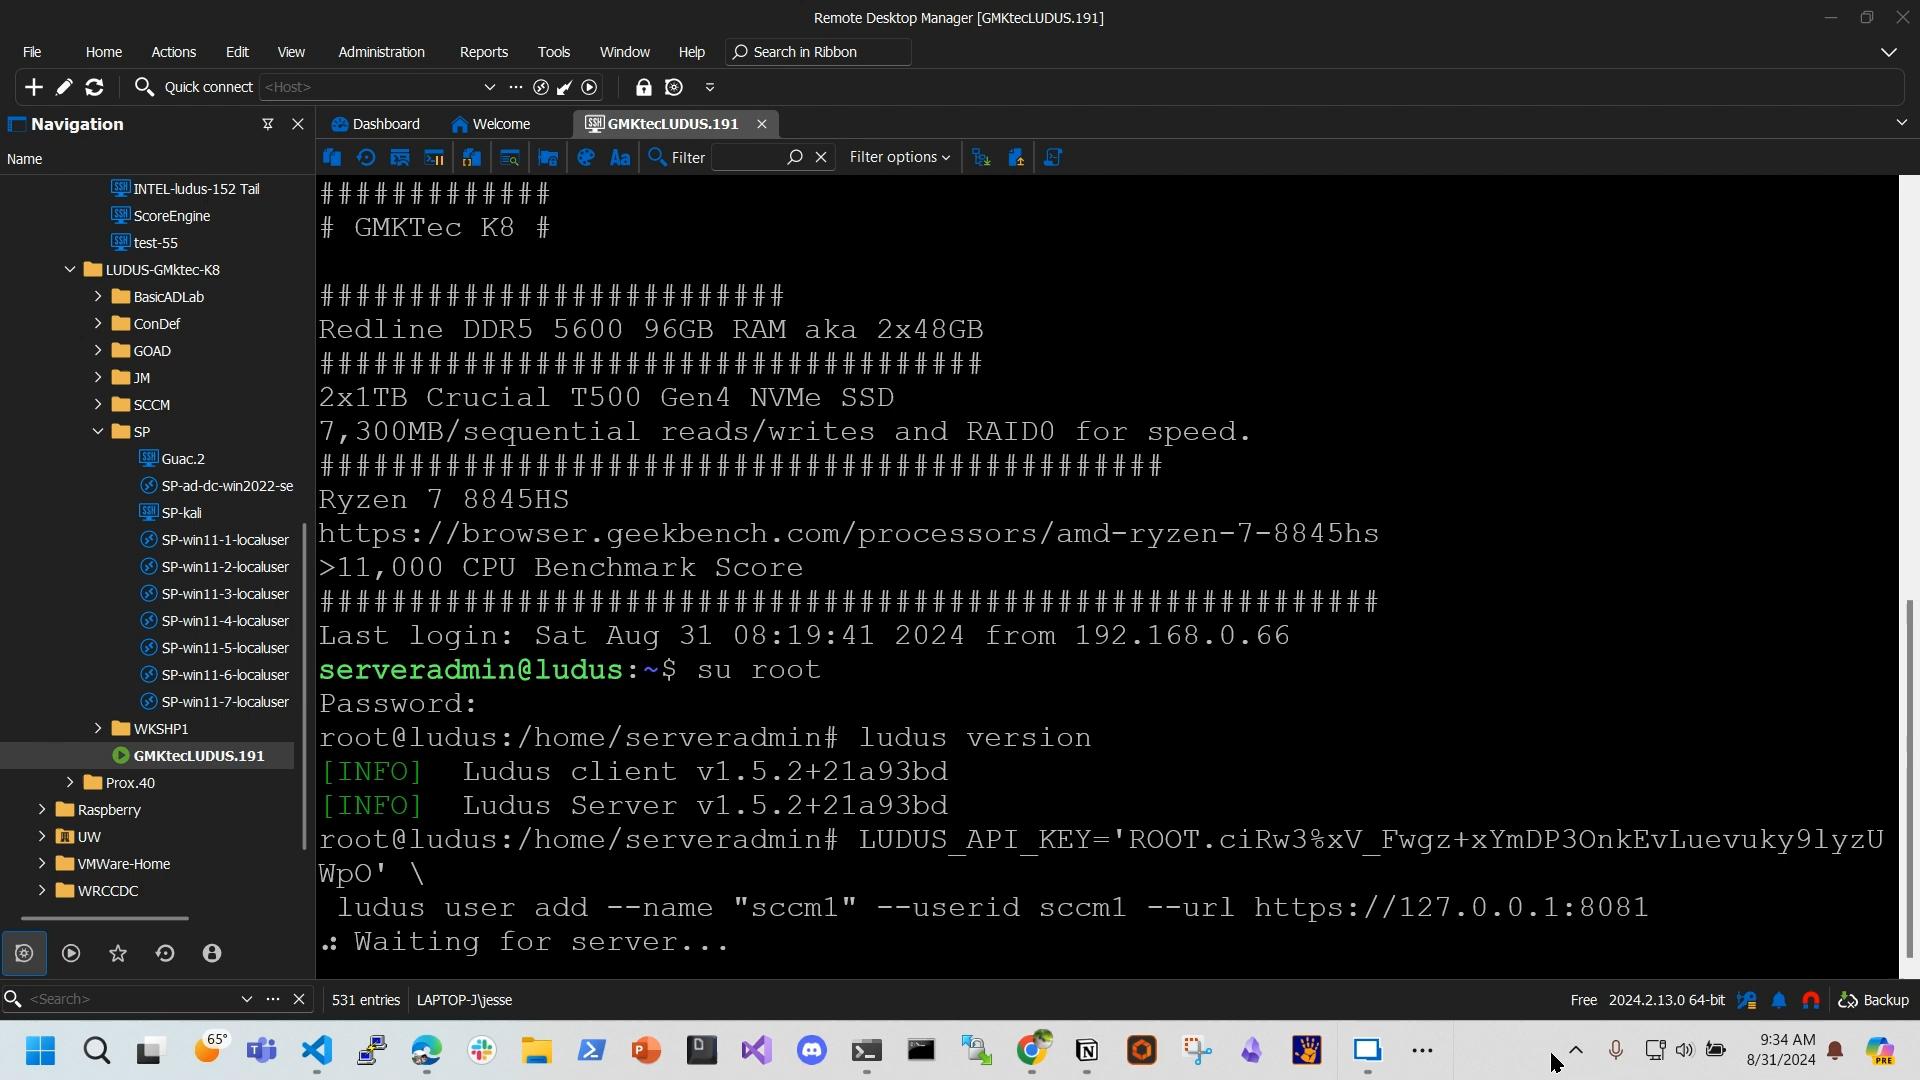 Remote Desktop Manager [GMKtecLUDUS.191]
File Home Actions Edit View Administration Reports Tools Window Help Search in Ribbon
Quick connect <Host>
Navigation
Dashboard Welcome GMKtecLUDUS.191
Name
Filter Filter options
INTEL-ludus-152 Tail
ScoreEngine
test-55
LUDUS-GMktec-K8
BasicADLab
ConDef
GOAD
JM
SCCM
SP
Guac.2
SP-ad-dc-win2022-se
SP-kali
SP-win11-1-localuser
SP-win11-2-localuser
SP-win11-3-localuser
SP-win11-4-localuser
SP-win11-5-localuser
SP-win11-6-localuser
SP-win11-7-localuser
WKSHP1
GMKtecLUDUS.191
Prox.40
Raspberry
UW
VMWare-Home
WRCCDC
#############
# GMKTec K8 #
##########################
Redline DDR5 5600 96GB RAM aka 2x48GB
#####################################
2x1TB Crucial T500 Gen4 NVMe SSD
7,300MB/sequential reads/writes and RAID0 for speed.
###############################################
Ryzen 7 8845HS
https://browser.geekbench.com/processors/amd-ryzen-7-8845hs
>11,000 CPU Benchmark Score
###########################################################
Last login: Sat Aug 31 08:19:41 2024 from 192.168.0.66
serveradmin@ludus:~$ su root
Password:
root@ludus:/home/serveradmin# ludus version
[INFO]  Ludus client v1.5.2+21a93bd
[INFO]  Ludus Server v1.5.2+21a93bd
root@ludus:/home/serveradmin# LUDUS_API_KEY='ROOT.ciRw3%xV_Fwgz+xYmDP3OnkEvLuevuky9lyzU
WpO' \
ludus user add --name "sccm1" --userid sccm1 --url https://127.0.0.1:8081
Waiting for server...
<Search>
531 entries LAPTOP-J\jesse
Free 2024.2.13.0 64-bit Backup
65°
9:34 AM
8/31/2024
PRE